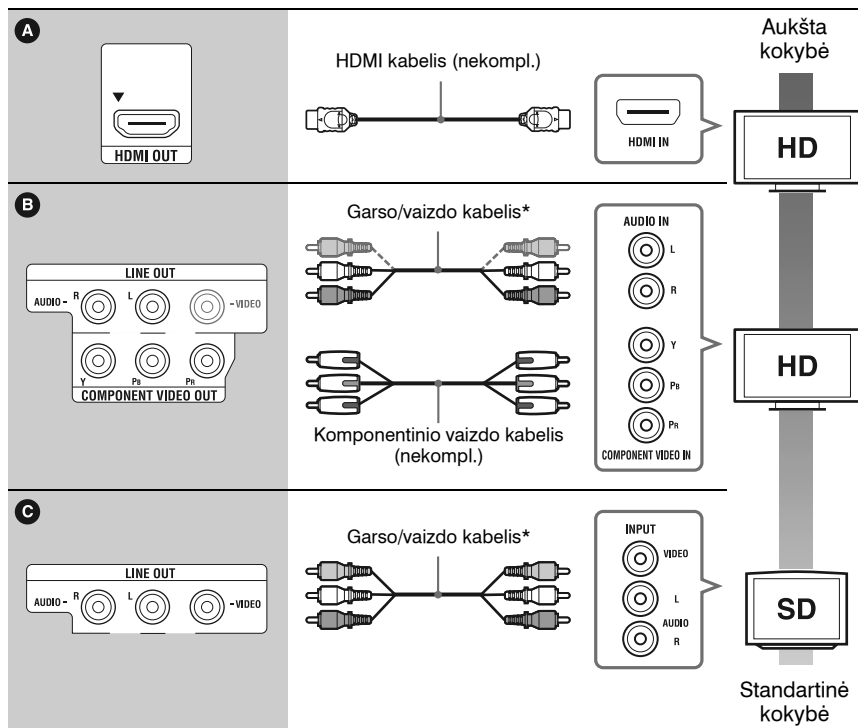 A
HDMI OUT
HDMI kabelis (nekompl.)
HDMI IN
Aukšta
kokybė
HD
B
LINE OUT
AUDIO - R L - VIDEO
Y PB PR
COMPONENT VIDEO OUT
Garso/vaizdo kabelis*
Komponentinio vaizdo kabelis
(nekompl.)
AUDIO IN
L
R
Y
PB
PR
COMPONENT VIDEO IN
HD
C
LINE OUT
AUDIO - R L - VIDEO
Garso/vaizdo kabelis*
INPUT
VIDEO
L
AUDIO
R
SD
Standartinė
kokybė